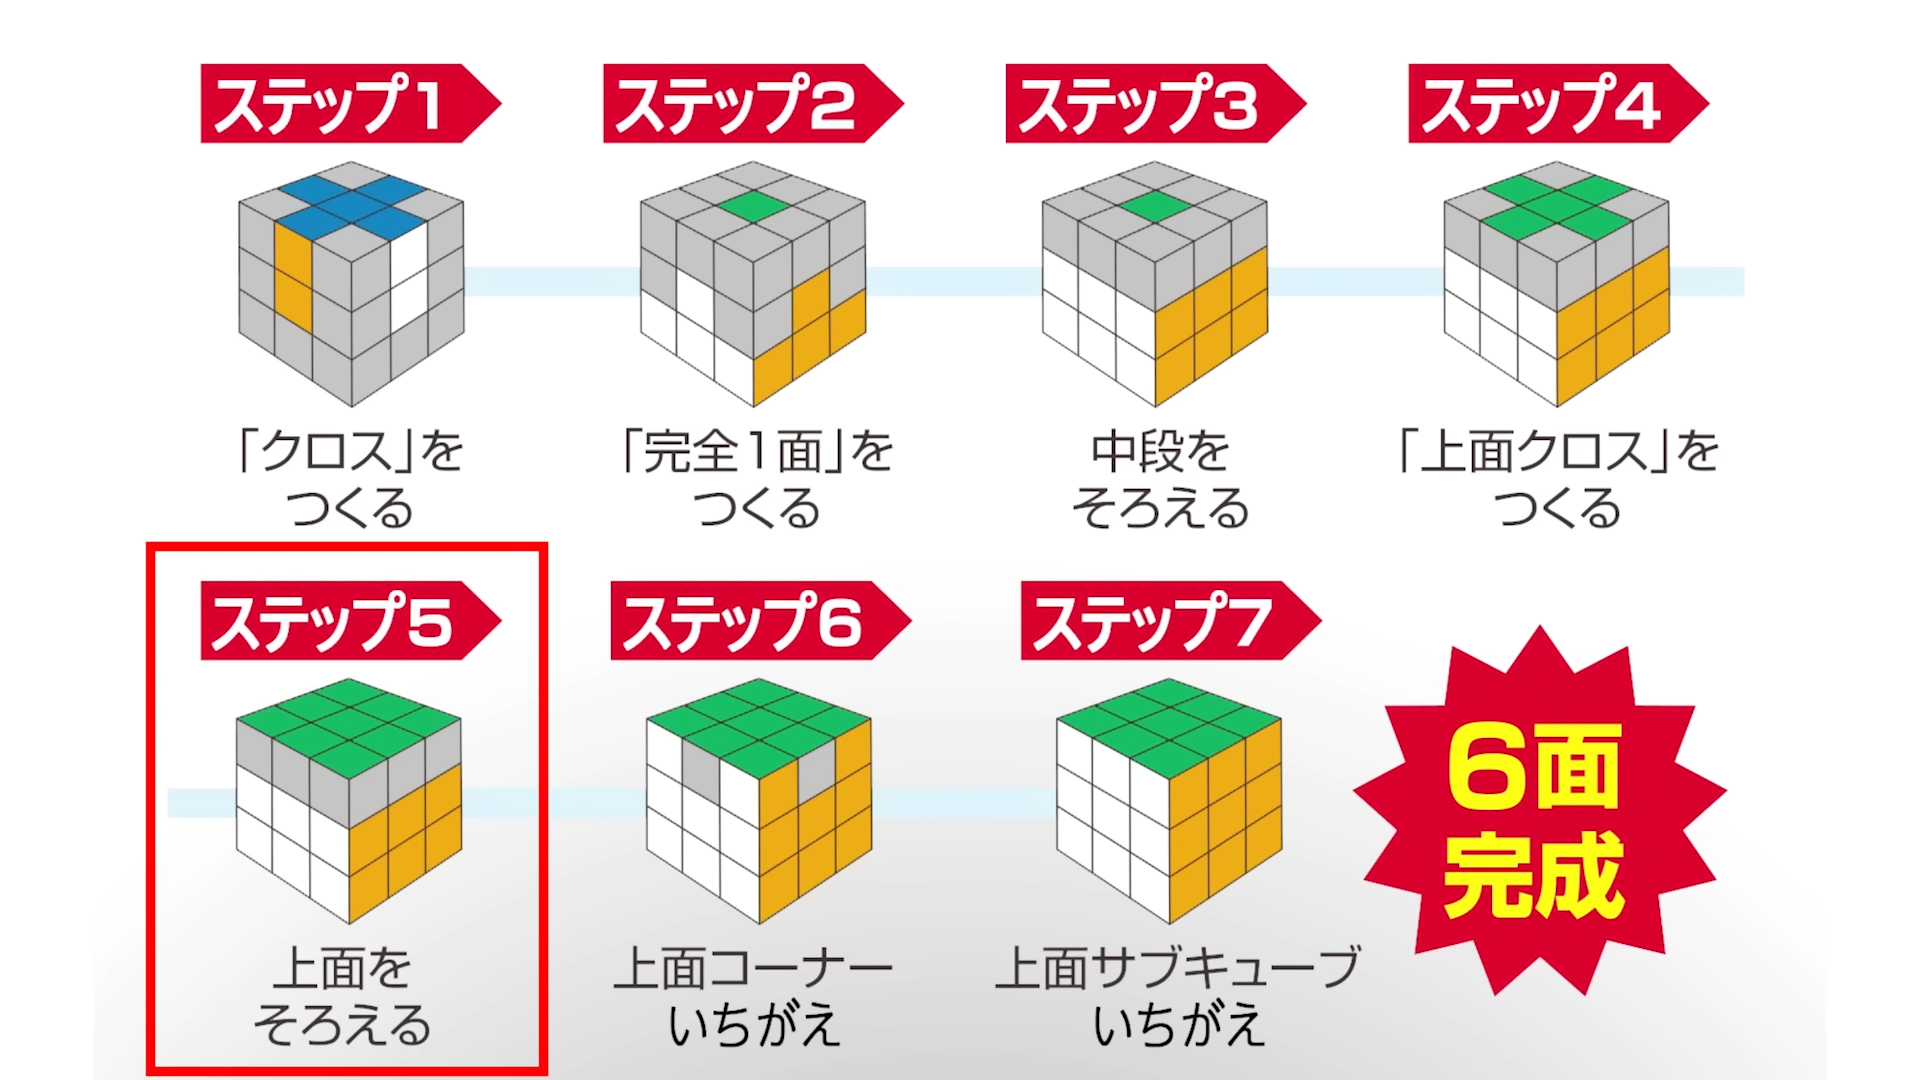 ステップ1
ステップ2
ステップ3
ステップ4
「クロス」を
つくる
「完全1面」を
つくる
中段を
そろえる
「上面クロス」を
つくる
ステップ5
ステップ6
ステップ7
上面を
そろえる
上面コーナー
いちがえ
上面サブキューブ
いちがえ
6面
完成